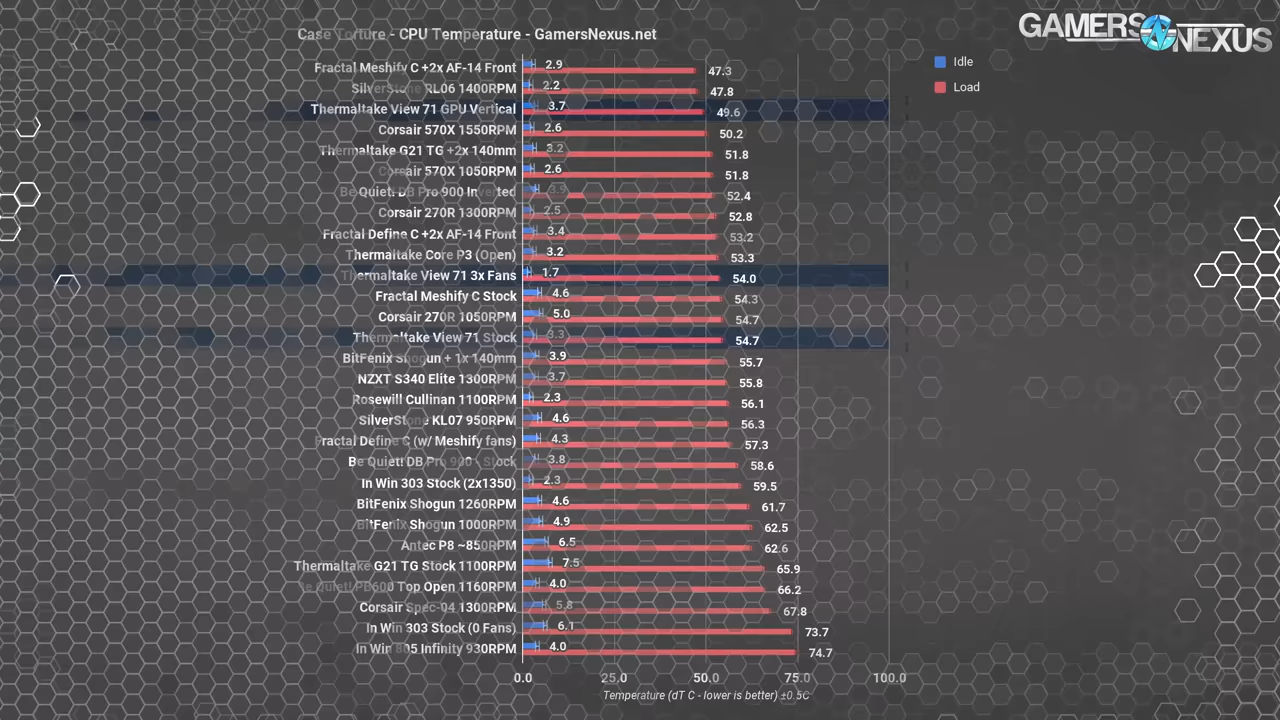 GAMERS NEXUS
Case Torture - CPU Temperature - GamersNexus.net
Idle
Load
Fractal Meshify C +2x AF-14 Front 2.9 47.3
SilverStone RL06 1400RPM 2.2 47.8
Thermaltake View 71 GPU Vertical 3.7 49.6
Corsair 570X 1550RPM 2.6 50.2
Thermaltake G21 TG +2x 140mm 3.2 51.8
Corsair 570X 1050RPM 2.6 51.8
Be Quiet! DB Pro 900 Inverted 3.9 52.4
Corsair 270R 1300RPM 2.5 52.8
Fractal Define C +2x AF-14 Front 3.4 53.2
Thermaltake Core P3 (Open) 3.2 53.3
Thermaltake View 71 3x Fans 1.7 54.0
Fractal Meshify C Stock 4.6 54.3
Corsair 270R 1050RPM 5.0 54.7
Thermaltake View 71 Stock 3.3 54.7
BitFenix Shogun + 1x 140mm 3.9 55.7
NZXT S340 Elite 1300RPM 3.7 55.8
Rosewill Cullinan 1100RPM 2.3 56.1
SilverStone KL07 950RPM 4.6 56.3
Fractal Define C (w/ Meshify fans) 4.3 57.3
Be Quiet! DB Pro 900 Stock 3.8 58.6
In Win 303 Stock (2x1350) 2.3 59.5
BitFenix Shogun 1260RPM 4.6 61.7
BitFenix Shogun 1000RPM 4.9 62.5
Antec P8 ~850RPM 6.5 62.6
Thermaltake G21 TG Stock 1100RPM 7.5 65.9
Be Quiet! PB600 Top Open 1160RPM 4.0 66.2
Corsair Spec-04 1300RPM 5.8 67.8
In Win 303 Stock (0 Fans) 6.1 73.7
In Win 805 Infinity 930RPM 4.0 74.7
0.0 25.0 50.0 75.0 100.0
Temperature (dT C - lower is better) ±0.5C